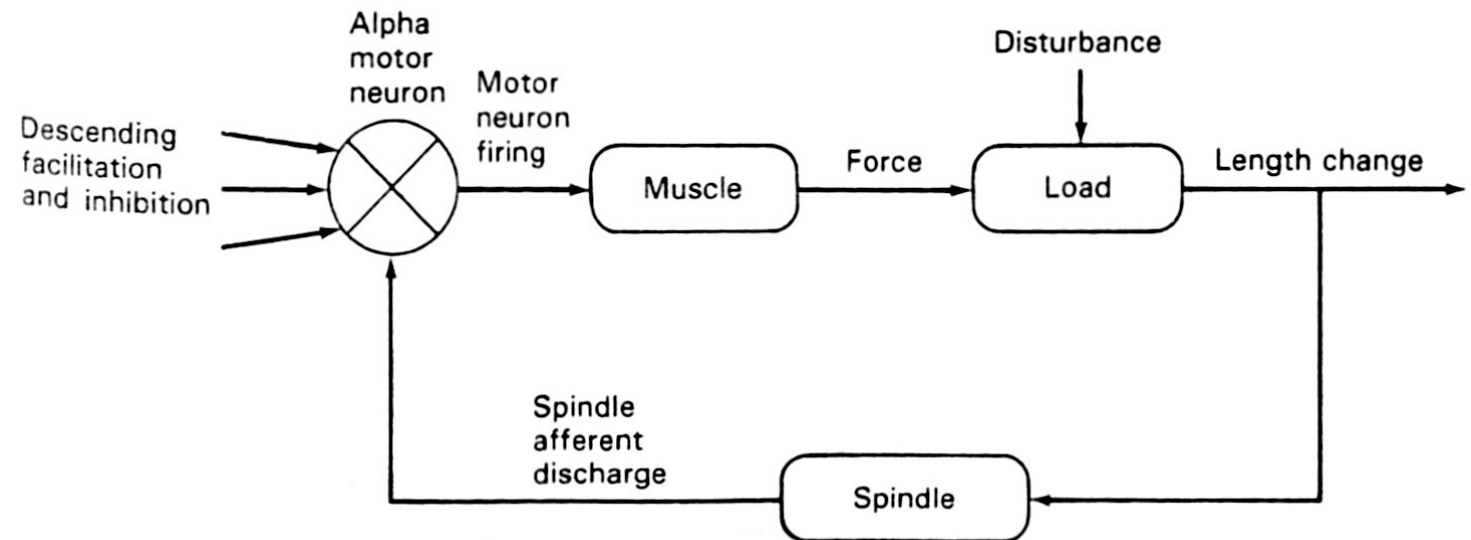 Alpha
motor
neuron
Motor
neuron
firing
Disturbance
Descending
facilitation
and inhibition
Muscle
Force
Load
Length change
Spindle
afferent
discharge
Spindle